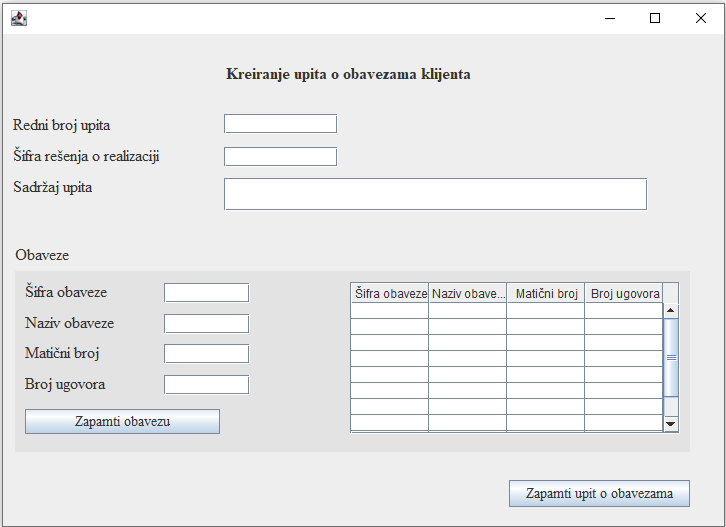 Kreiranje upita o obavezama klijenta
Redni broj upita
Šifra rešenja o realizaciji
Sadržaj upita
Obaveze
Šifra obaveze
Naziv obaveze
Matični broj
Broj ugovora
Zapamti obavezu
Šifra obaveze Naziv obave... Matični broj Broj ugovora
Zapamti upit o obavezama